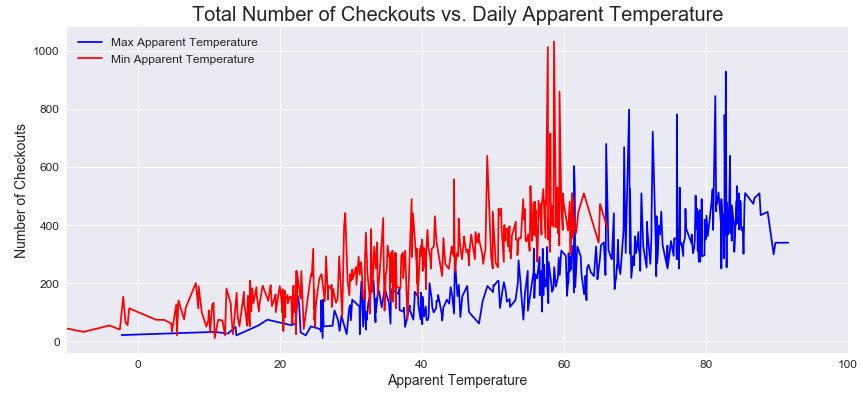 Total Number of Checkouts vs. Daily Apparent Temperature
Max Apparent Temperature
Min Apparent Temperature
Number of Checkouts
1000
800
600
400
200
0
0 20 40 60 80 100
Apparent Temperature